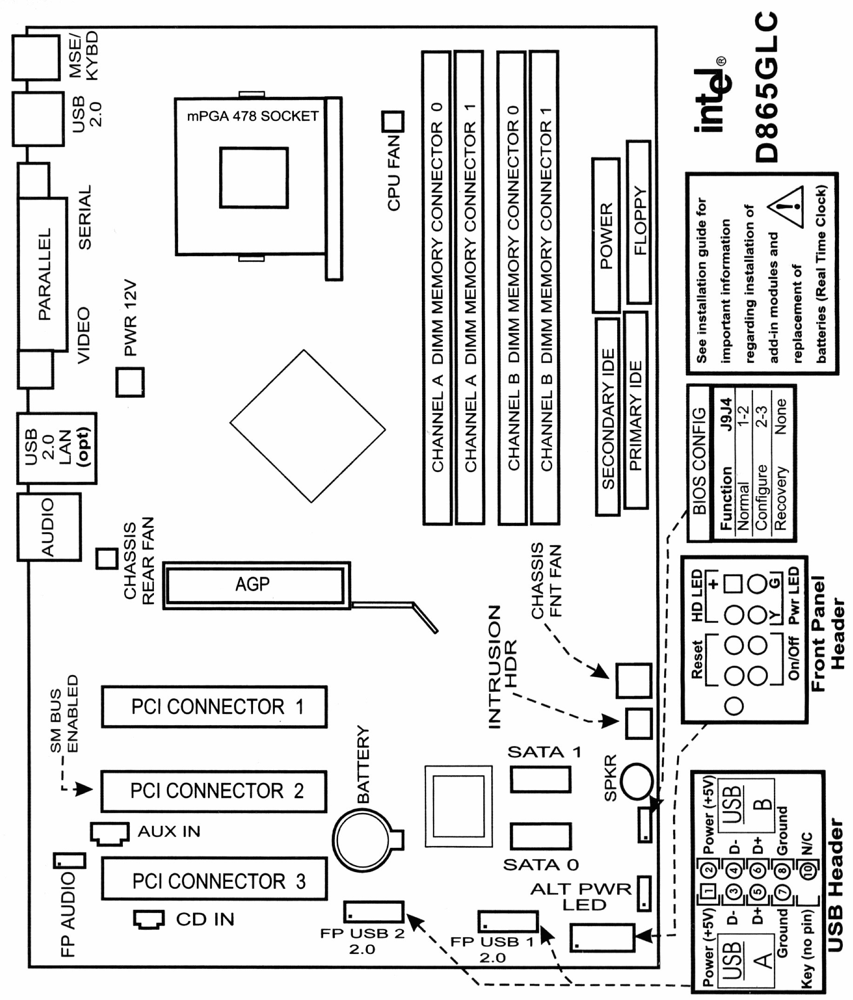 MSE/
KYBD
USB
2.0
SERIAL
PARALLEL
VIDEO
USB
2.0
LAN
(opt)
AUDIO
mPGA 478 SOCKET
PWR 12V
CPU FAN
CHASSIS
REAR FAN
AGP
CHANNEL A DIMM MEMORY CONNECTOR 0
CHANNEL A DIMM MEMORY CONNECTOR 1
CHANNEL B DIMM MEMORY CONNECTOR 0
CHANNEL B DIMM MEMORY CONNECTOR 1
POWER
FLOPPY
SECONDARY IDE
PRIMARY IDE
CHASSIS
FNT FAN
INTRUSION
HDR
SM BUS
ENABLED
PCI CONNECTOR 1
PCI CONNECTOR 2
AUX IN
PCI CONNECTOR 3
FP AUDIO
CD IN
BATTERY
SATA 1
SATA 0
SPKR
ALT PWR
LED
FP USB 2
2.0
FP USB 1
2.0
intel®
D865GLC
See installation guide for
important information
regarding installation of
add-in modules and
replacement of
batteries (Real Time Clock)
!
BIOS CONFIG
Function J9J4
Normal 1-2
Configure 2-3
Recovery None
Reset HD LED
+
Y G
On/Off Pwr LED
Front Panel
Header
Power (+5V) 1 2 Power (+5V)
USB
A
D- 3 4 D-
USB
B
D+ 5 6 D+
Ground 7 8 Ground
Key (no pin) 10 N/C
USB Header